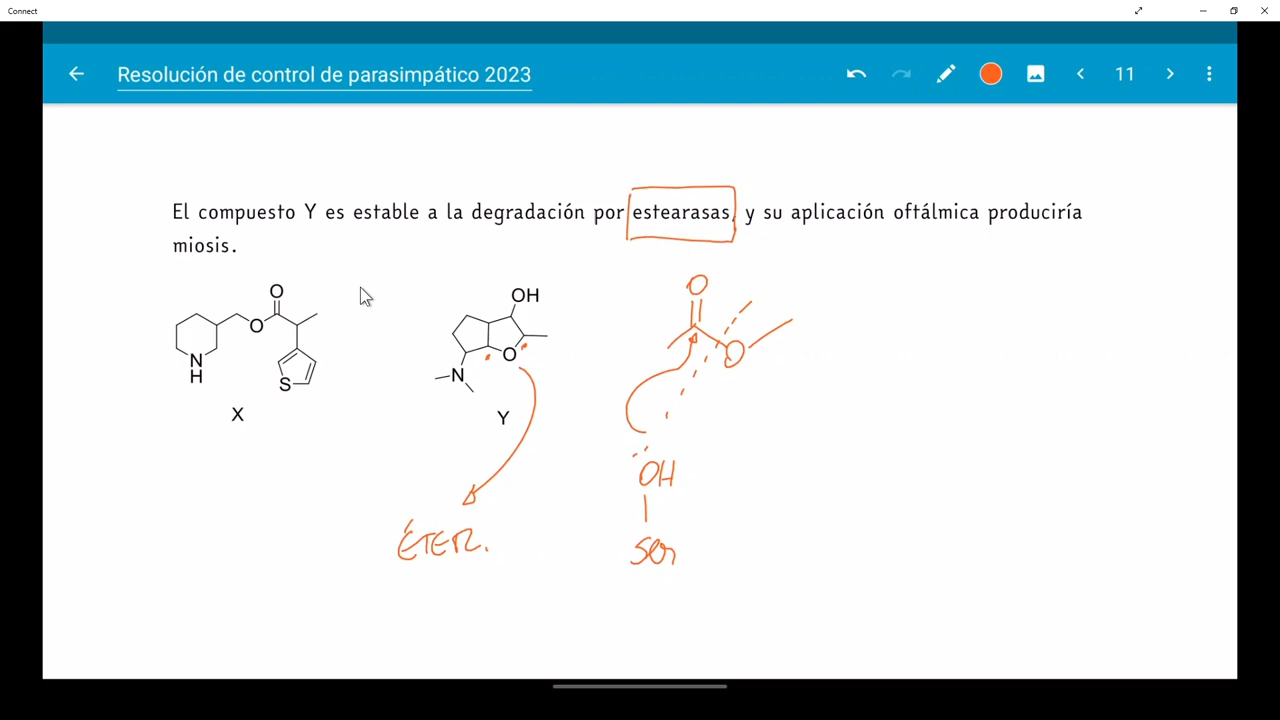 Connect
Resolución de control de parasimpático 2023
11
El compuesto Y es estable a la degradación por estearasas, y su aplicación oftálmica produciría
miosis.
O
O
N
H
S
X
OH
O
N
Y
O
O
OH
Ser
ÉTER.